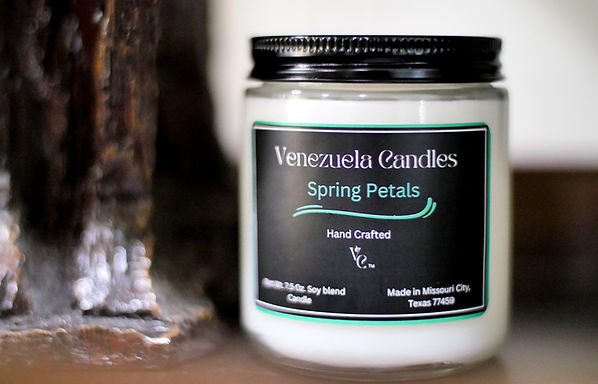 Venezuela Candles
Spring Petals
Hand Crafted
VC™
Net Wt. 7.5 Oz. Soy blend
Candle
Made in Missouri City,
Texas 77459